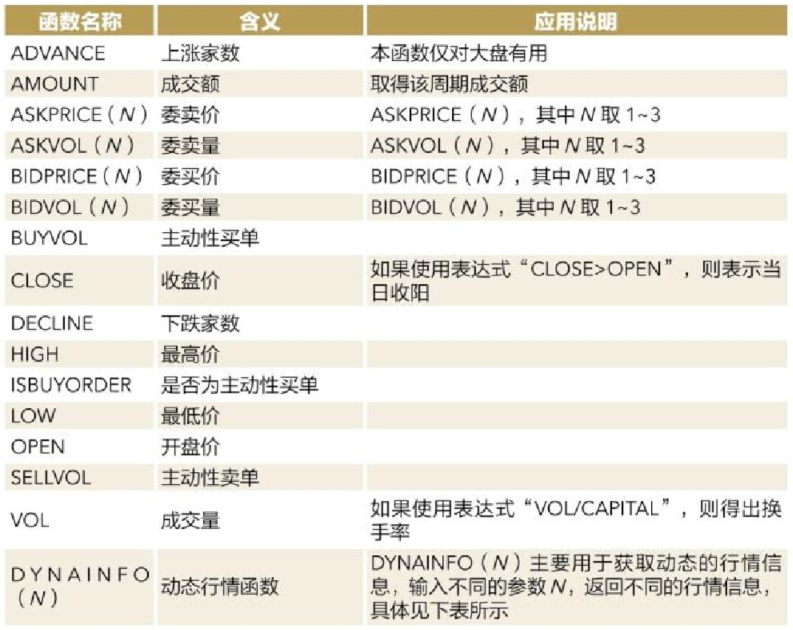 函数名称 含义 应用说明
ADVANCE 上涨家数 本函数仅对大盘有用
AMOUNT 成交额 取得该周期成交额
ASKPRICE（N） 委卖价 ASKPRICE（N），其中 N 取 1~3
ASKVOL（N） 委卖量 ASKVOL（N），其中 N 取 1~3
BIDPRICE（N） 委买价 BIDPRICE（N），其中 N 取 1~3
BIDVOL（N） 委买量 BIDVOL（N），其中 N 取 1~3
BUYVOL 主动性买单
CLOSE 收盘价 如果使用表达式“CLOSE>OPEN”，则表示当
日收阳
DECLINE 下跌家数
HIGH 最高价
ISBUYORDER 是否为主动性买单
LOW 最低价
OPEN 开盘价
SELLVOL 主动性卖单
VOL 成交量 如果使用表达式“VOL/CAPITAL”，则得出换
手率
DYNAINFO
（N） 动态行情函数 DYNAINFO（N）主要用于获取动态的行情信
息，输入不同的参数 N，返回不同的行情信息，
具体见下表所示